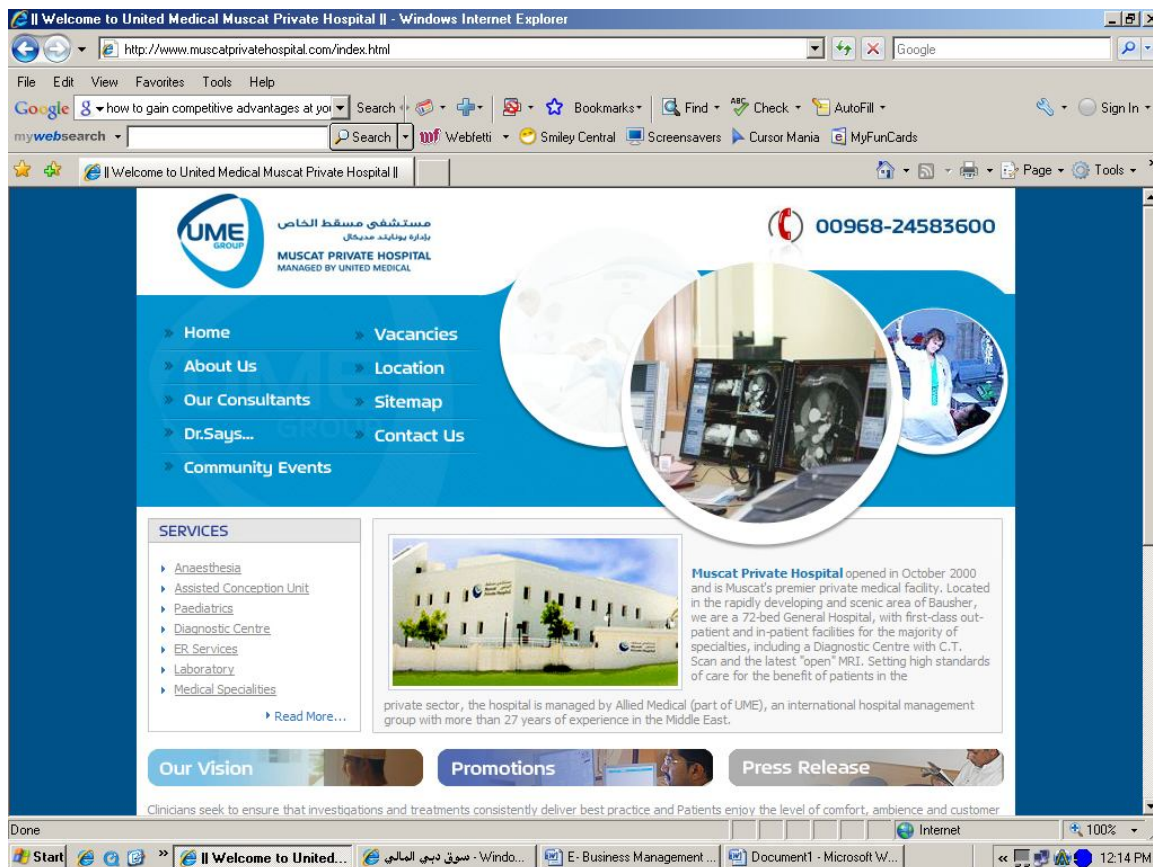 || Welcome to United Medical Muscat Private Hospital || - Windows Internet Explorer
http://www.muscatprivatehospital.com/index.html
Google
File Edit View Favorites Tools Help
Google how to gain competitive advantages at you Search Bookmarks Find Check AutoFill Sign In
mywebsearch Search Webfetti Smiley Central Screensavers Cursor Mania MyFunCards
|| Welcome to United Medical Muscat Private Hospital || Page Tools
UME
GROUP
مستشفى مسقط الخاص
بإدارة يونايتد مديكال
MUSCAT PRIVATE HOSPITAL
MANAGED BY UNITED MEDICAL
00968-24583600
Home
About Us
Our Consultants
Dr.Says...
Community Events
Vacancies
Location
Sitemap
Contact Us
SERVICES
Anaesthesia
Assisted Conception Unit
Paediatrics
Diagnostic Centre
ER Services
Laboratory
Medical Specialities
Read More...
Muscat Private Hospital opened in October 2000
and is Muscat's premier private medical facility. Located
in the rapidly developing and scenic area of Bausher,
we are a 72-bed General Hospital, with first-class out-
patient and in-patient facilities for the majority of
specialties, including a Diagnostic Centre with C.T.
Scan and the latest "open" MRI. Setting high standards
of care for the benefit of patients in the
private sector, the hospital is managed by Allied Medical (part of UME), an international hospital management
group with more than 27 years of experience in the Middle East.
Our Vision
Promotions
Press Release
Clinicians seek to ensure that investigations and treatments consistently deliver best practice and Patients enjoy the level of comfort, ambience and customer
Done Internet 100%
Start || Welcome to United... سوق دبي المالي - Windo... E- Business Management ... Document1 - Microsoft W... 12:14 PM